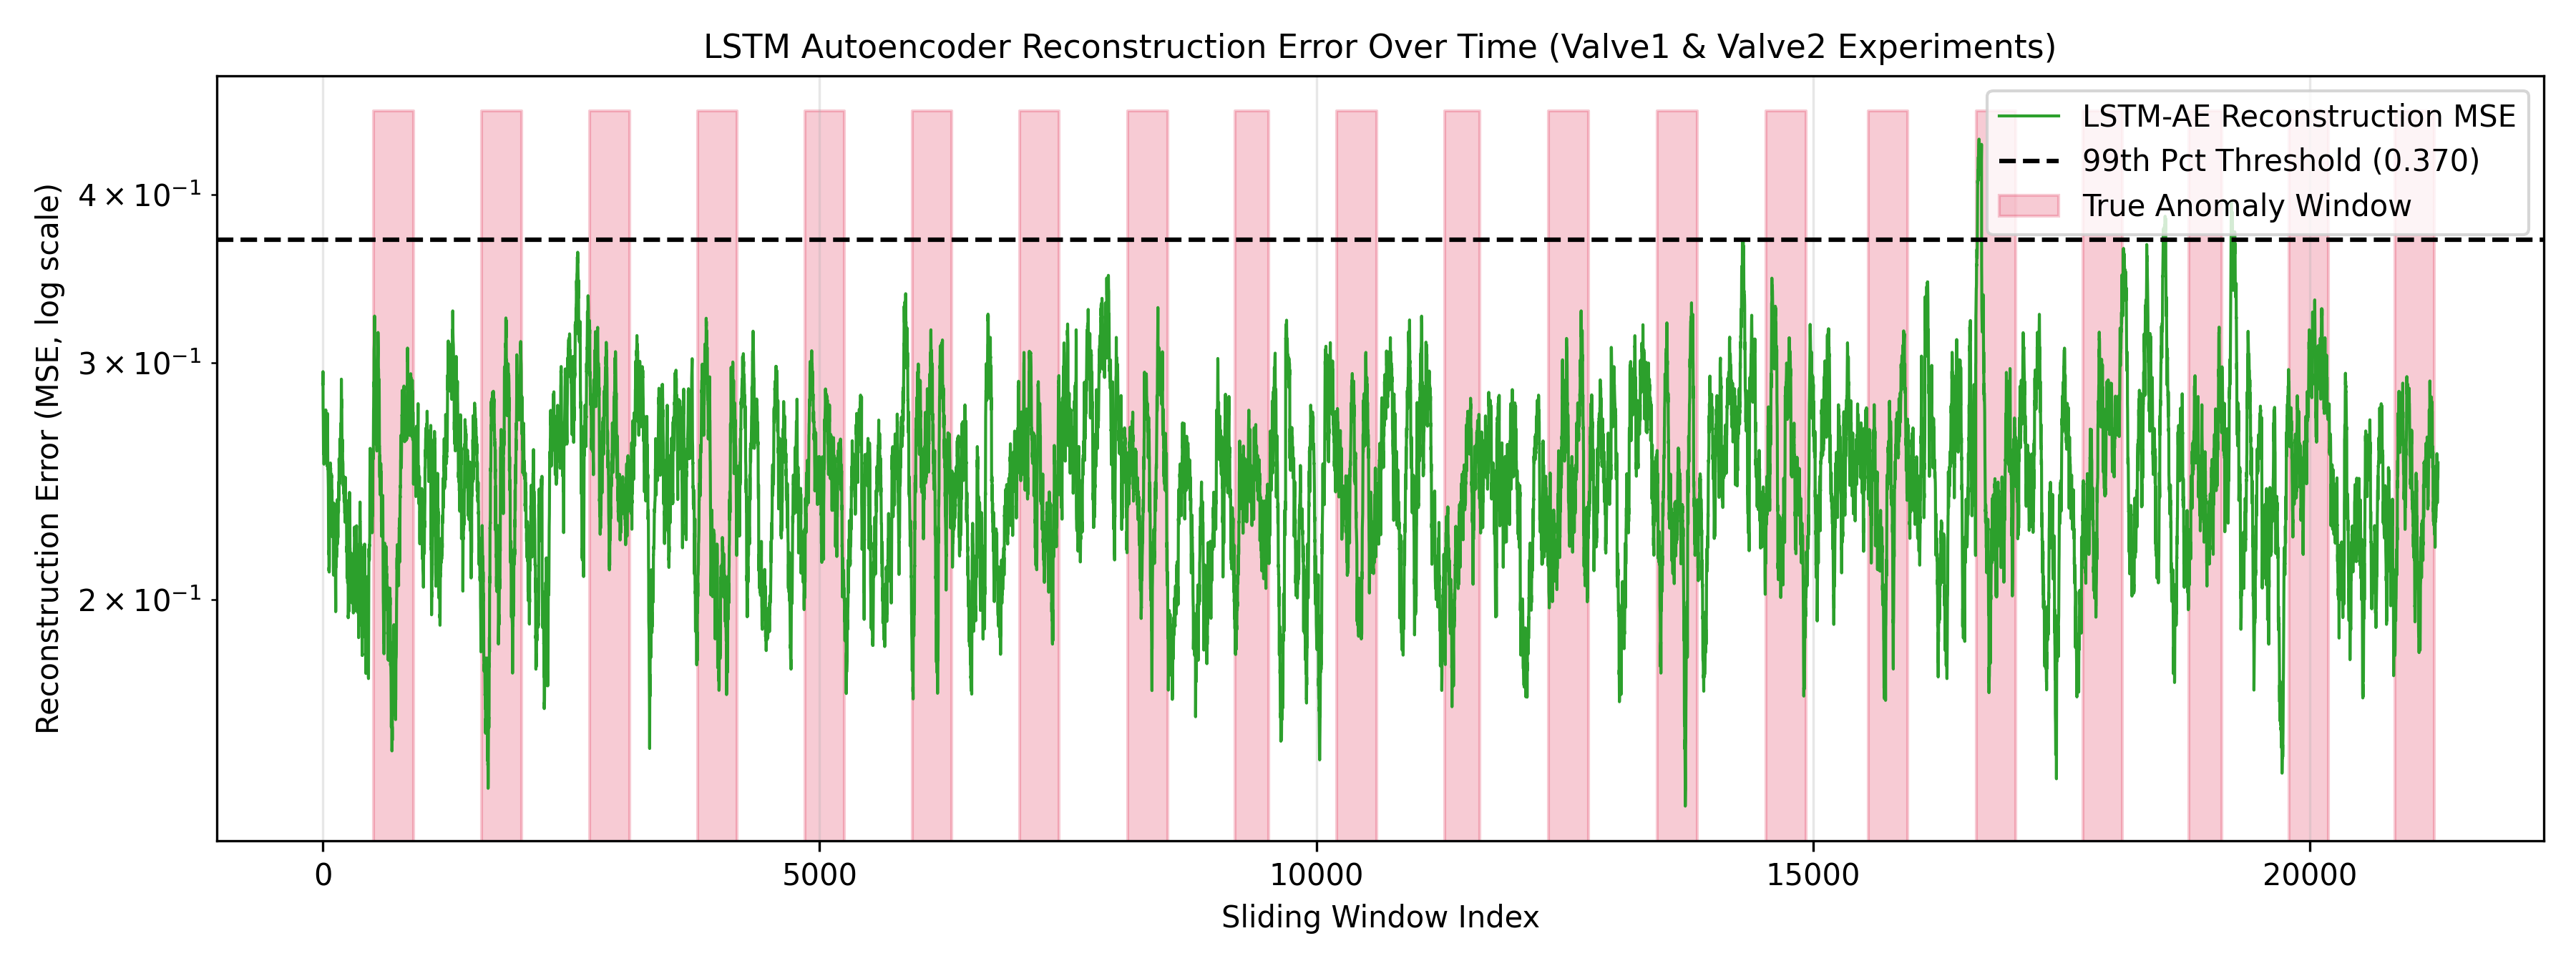 LSTM Autoencoder Reconstruction Error Over Time (Valve1 & Valve2 Experiments)
LSTM-AE Reconstruction MSE
99th Pct Threshold (0.370)
True Anomaly Window
Reconstruction Error (MSE, log scale)
4 × 10⁻¹
3 × 10⁻¹
2 × 10⁻¹
0 5000 10000 15000 20000
Sliding Window Index